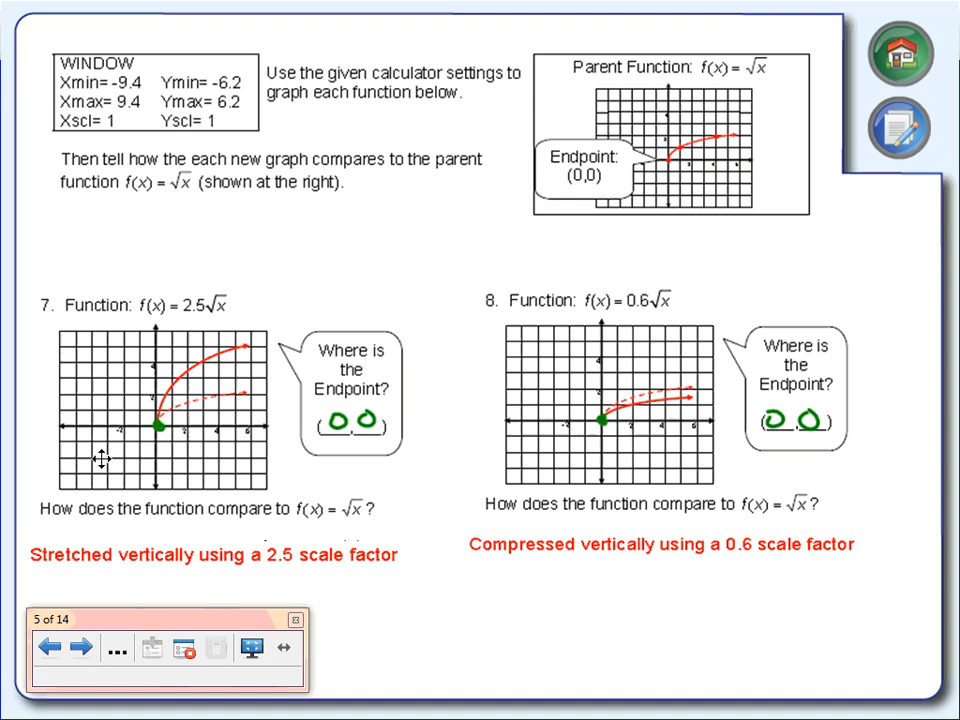 WINDOW
Xmin= -9.4 Ymin= -6.2
Xmax= 9.4 Ymax= 6.2
Xscl= 1 Yscl= 1
Use the given calculator settings to
graph each function below.
Then tell how the each new graph compares to the parent
function f(x) = √x (shown at the right).
Parent Function: f(x) = √x
Endpoint:
(0,0)
7. Function: f(x) = 2.5√x
Where is
the
Endpoint?
(0,0)
How does the function compare to f(x) = √x ?
Stretched vertically using a 2.5 scale factor
8. Function: f(x) = 0.6√x
Where is
the
Endpoint?
(0,0)
How does the function compare to f(x) = √x ?
Compressed vertically using a 0.6 scale factor
5 of 14